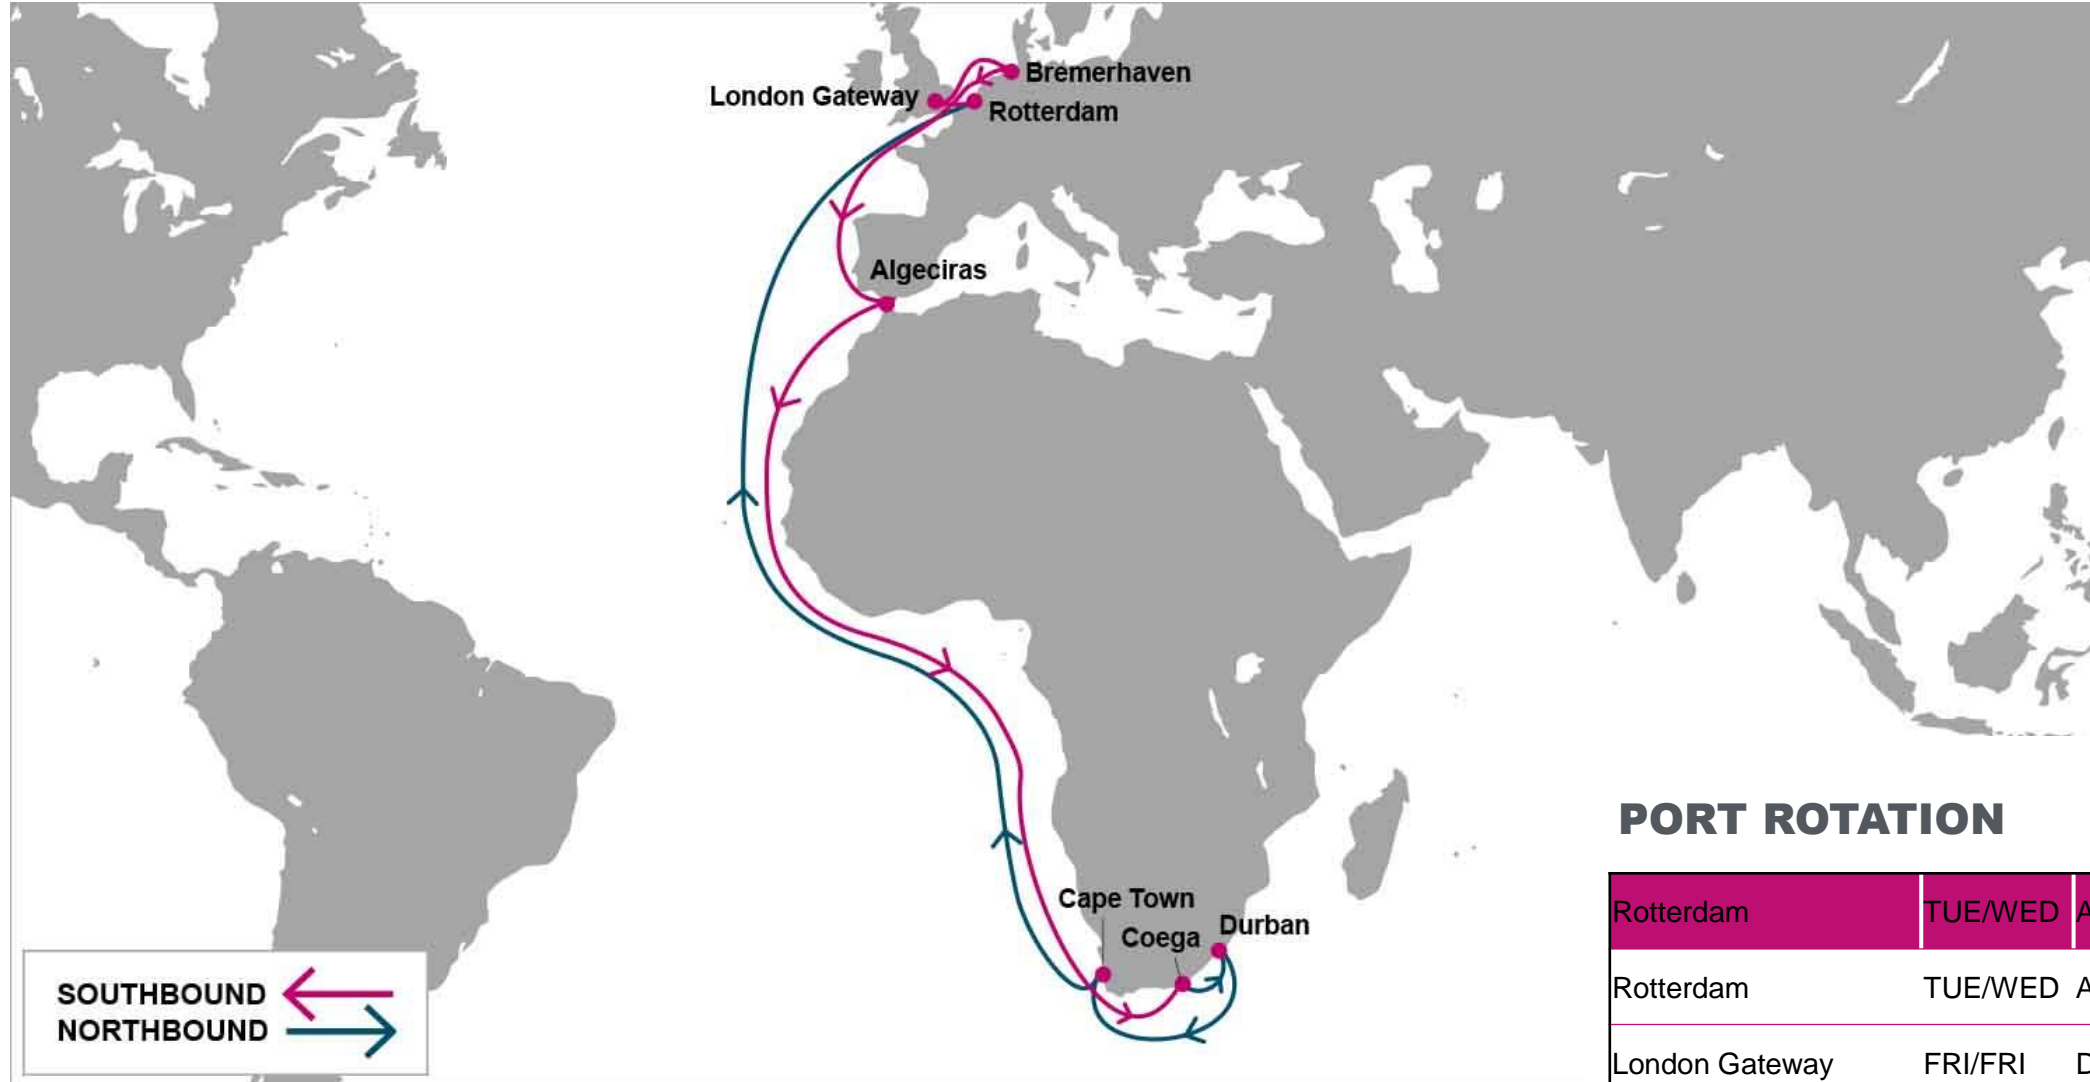 Bremerhaven
London Gateway
Rotterdam
Algeciras
Cape Town
Durban
Coega
SOUTHBOUND
NORTHBOUND
PORT ROTATION
Rotterdam TUE/WED
Rotterdam TUE/WED
London Gateway FRI/FRI